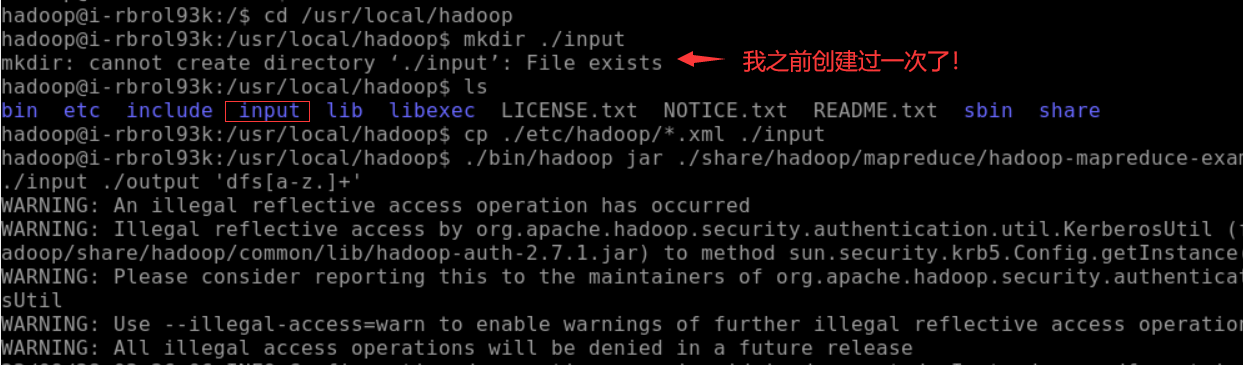 hadoop@i-rbrol93k:/$ cd /usr/local/hadoop
hadoop@i-rbrol93k:/usr/local/hadoop$ mkdir ./input
mkdir: cannot create directory ‘./input’: File exists 我之前创建过一次了!
hadoop@i-rbrol93k:/usr/local/hadoop$ ls
bin etc include input lib libexec LICENSE.txt NOTICE.txt README.txt sbin share
hadoop@i-rbrol93k:/usr/local/hadoop$ cp ./etc/hadoop/*.xml ./input
hadoop@i-rbrol93k:/usr/local/hadoop$ ./bin/hadoop jar ./share/hadoop/mapreduce/hadoop-mapreduce-exam
./input ./output 'dfs[a-z.]+'
WARNING: An illegal reflective access operation has occurred
WARNING: Illegal reflective access by org.apache.hadoop.security.authentication.util.KerberosUtil (
adoop/share/hadoop/common/lib/hadoop-auth-2.7.1.jar) to method sun.security.krb5.Config.getInstance(
WARNING: Please consider reporting this to the maintainers of org.apache.hadoop.security.authenticat
sUtil
WARNING: Use --illegal-access=warn to enable warnings of further illegal reflective access operation
WARNING: All illegal access operations will be denied in a future release